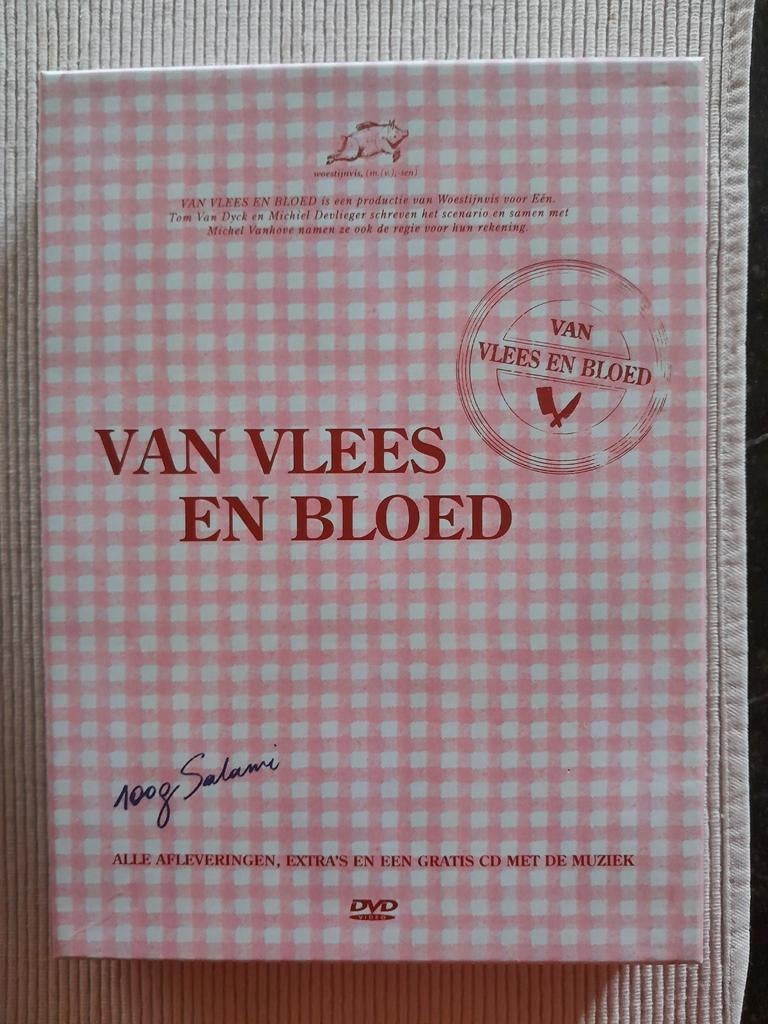 woestijnvis, (m.(v.);-sen)
VAN VLEES EN BLOED is een productie van Woestijnvis voor Eén.
Tom Van Dyck en Michiel Devlieger schreven het scenario en samen met
Michel Vanhove namen ze ook de regie voor hun rekening.
VAN
VLEES EN BLOED
VAN VLEES
EN BLOED
100g Salami
ALLE AFLEVERINGEN, EXTRA'S EN EEN GRATIS CD MET DE MUZIEK
DVD
VIDEO